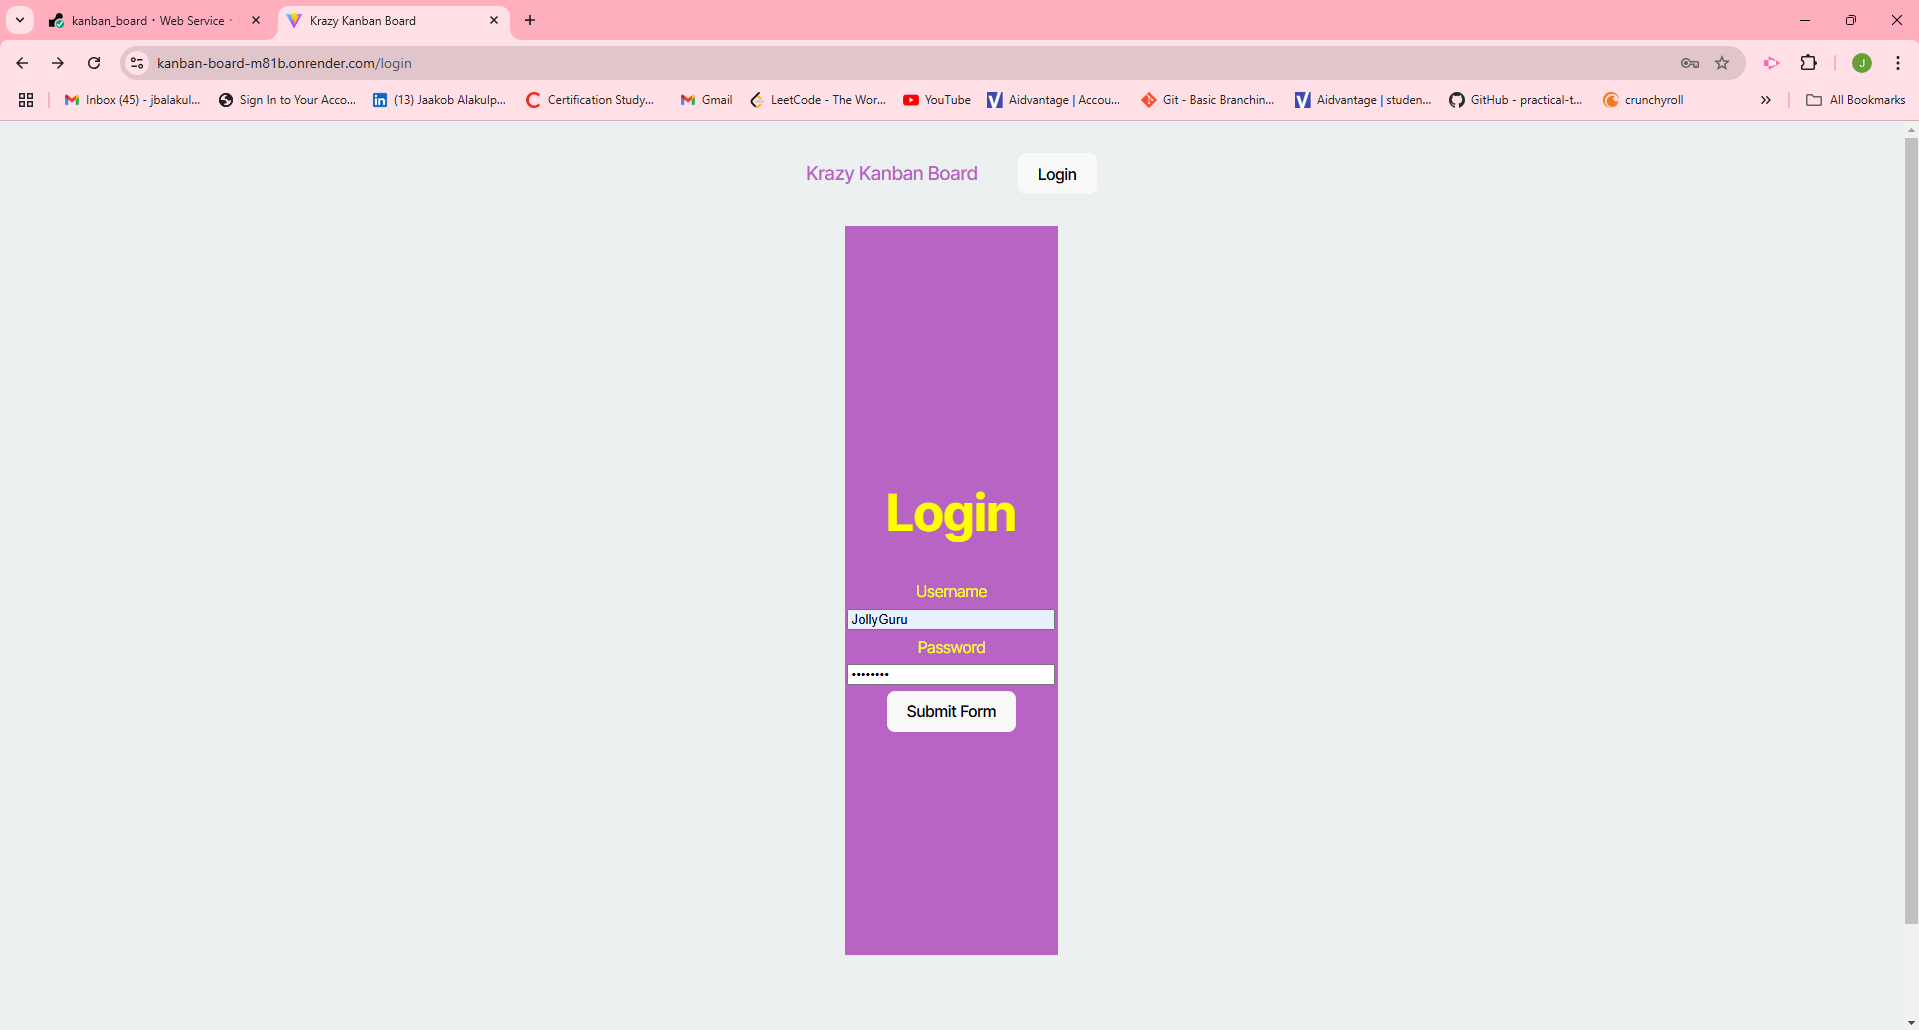 kanban_board · Web Service ·
Krazy Kanban Board
kanban-board-m81b.onrender.com/login
J
Inbox (45) - jbalakul...
Sign In to Your Acco...
(13) Jaakob Alakulp...
Certification Study...
Gmail
LeetCode - The Wor...
YouTube
Aidvantage | Accou...
Git - Basic Branchin...
Aidvantage | studen...
GitHub - practical-t...
crunchyroll
All Bookmarks
Krazy Kanban Board
Login
Login
Username
JollyGuru
Password
••••••••
Submit Form